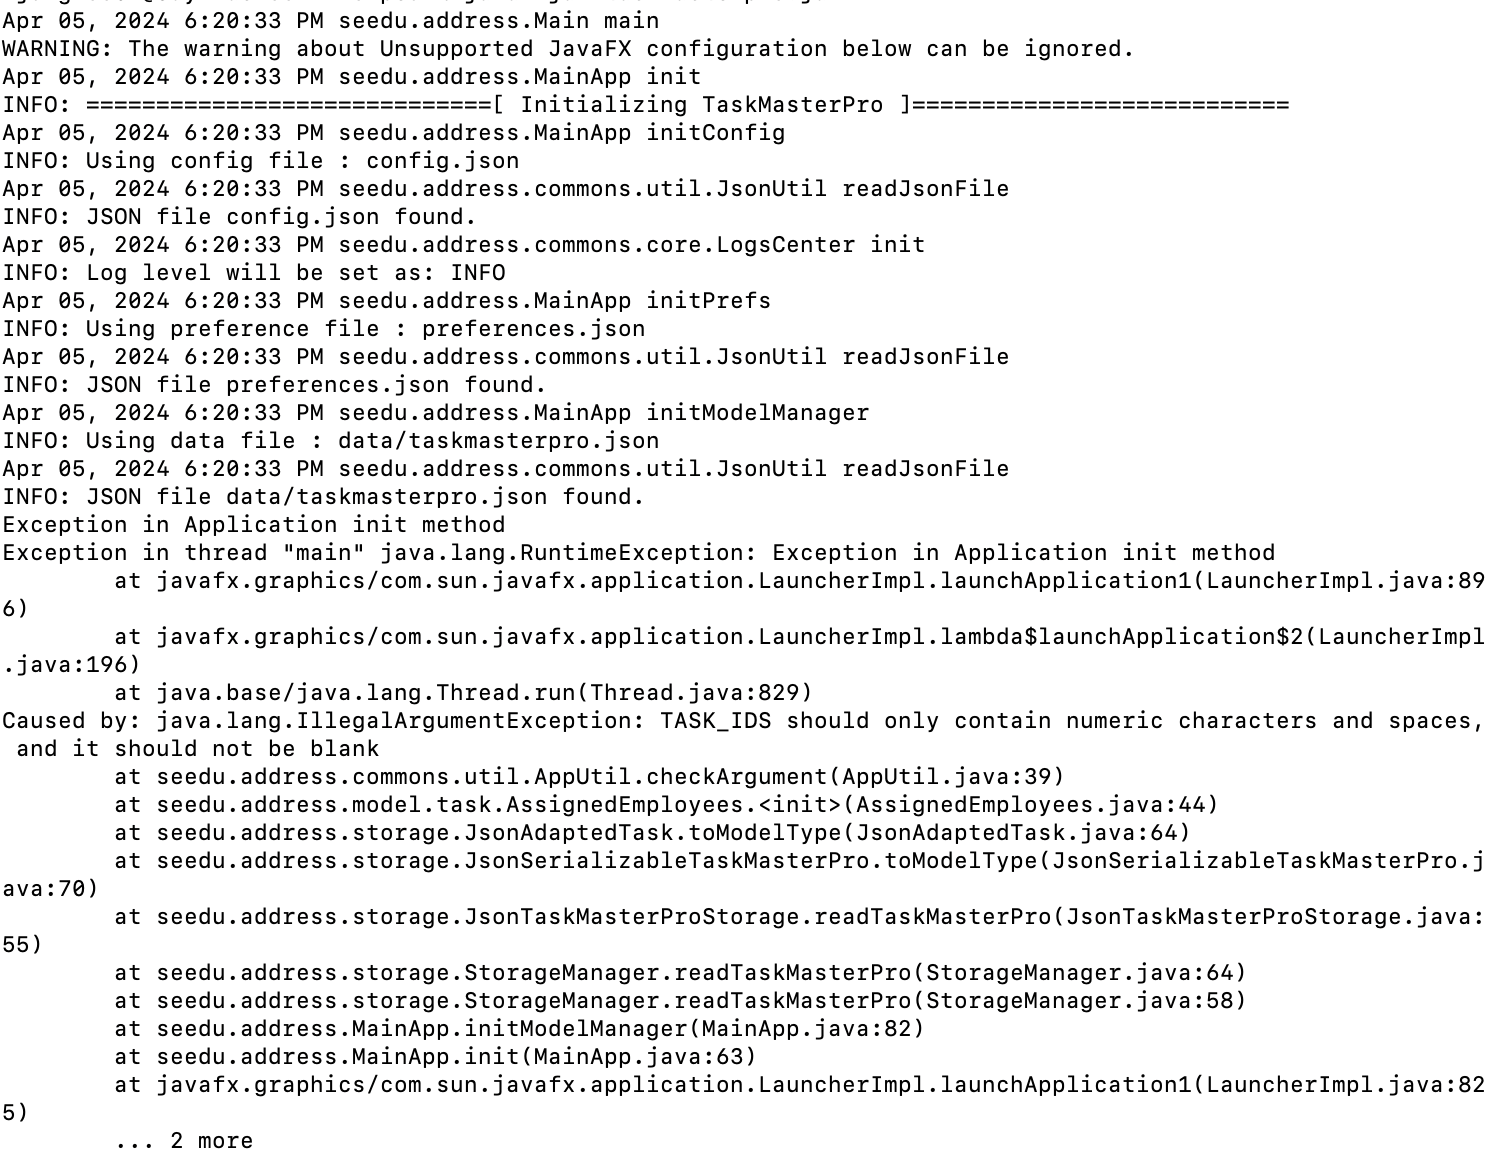 Apr 05, 2024 6:20:33 PM seedu.address.Main main
WARNING: The warning about Unsupported JavaFX configuration below can be ignored.
Apr 05, 2024 6:20:33 PM seedu.address.MainApp init
INFO: =============================[ Initializing TaskMasterPro ]===========================
Apr 05, 2024 6:20:33 PM seedu.address.MainApp initConfig
INFO: Using config file : config.json
Apr 05, 2024 6:20:33 PM seedu.address.commons.util.JsonUtil readJsonFile
INFO: JSON file config.json found.
Apr 05, 2024 6:20:33 PM seedu.address.commons.core.LogsCenter init
INFO: Log level will be set as: INFO
Apr 05, 2024 6:20:33 PM seedu.address.MainApp initPrefs
INFO: Using preference file : preferences.json
Apr 05, 2024 6:20:33 PM seedu.address.commons.util.JsonUtil readJsonFile
INFO: JSON file preferences.json found.
Apr 05, 2024 6:20:33 PM seedu.address.MainApp initModelManager
INFO: Using data file : data/taskmasterpro.json
Apr 05, 2024 6:20:33 PM seedu.address.commons.util.JsonUtil readJsonFile
INFO: JSON file data/taskmasterpro.json found.
Exception in Application init method
Exception in thread "main" java.lang.RuntimeException: Exception in Application init method
        at javafx.graphics/com.sun.javafx.application.LauncherImpl.launchApplication1(LauncherImpl.java:89
6)
        at javafx.graphics/com.sun.javafx.application.LauncherImpl.lambda$launchApplication$2(LauncherImpl
.java:196)
        at java.base/java.lang.Thread.run(Thread.java:829)
Caused by: java.lang.IllegalArgumentException: TASK_IDS should only contain numeric characters and spaces,
 and it should not be blank
        at seedu.address.commons.util.AppUtil.checkArgument(AppUtil.java:39)
        at seedu.address.model.task.AssignedEmployees.<init>(AssignedEmployees.java:44)
        at seedu.address.storage.JsonAdaptedTask.toModelType(JsonAdaptedTask.java:64)
        at seedu.address.storage.JsonSerializableTaskMasterPro.toModelType(JsonSerializableTaskMasterPro.j
ava:70)
        at seedu.address.storage.JsonTaskMasterProStorage.readTaskMasterPro(JsonTaskMasterProStorage.java:
55)
        at seedu.address.storage.StorageManager.readTaskMasterPro(StorageManager.java:64)
        at seedu.address.storage.StorageManager.readTaskMasterPro(StorageManager.java:58)
        at seedu.address.MainApp.initModelManager(MainApp.java:82)
        at seedu.address.MainApp.init(MainApp.java:63)
        at javafx.graphics/com.sun.javafx.application.LauncherImpl.launchApplication1(LauncherImpl.java:82
5)
        ... 2 more